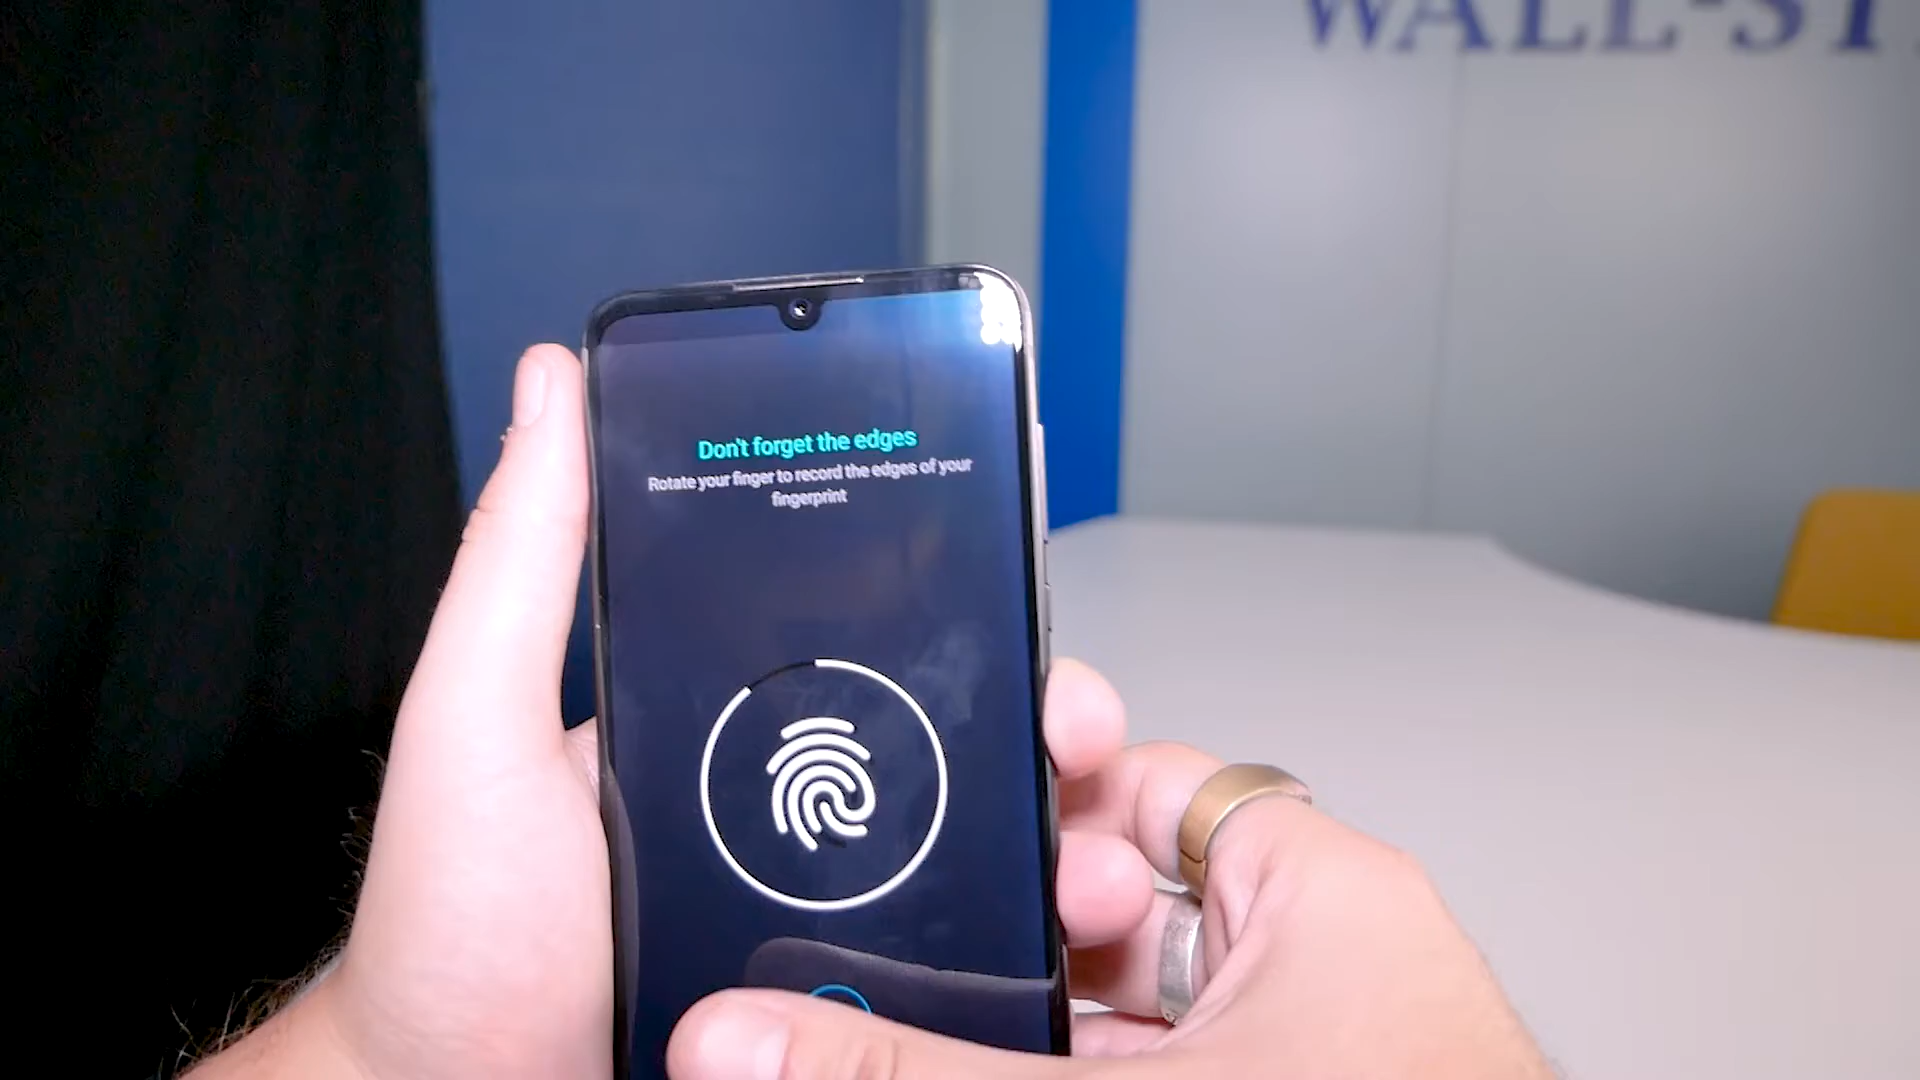 WALL-ST
Don't forget the edges
Rotate your finger to record the edges of your
fingerprint